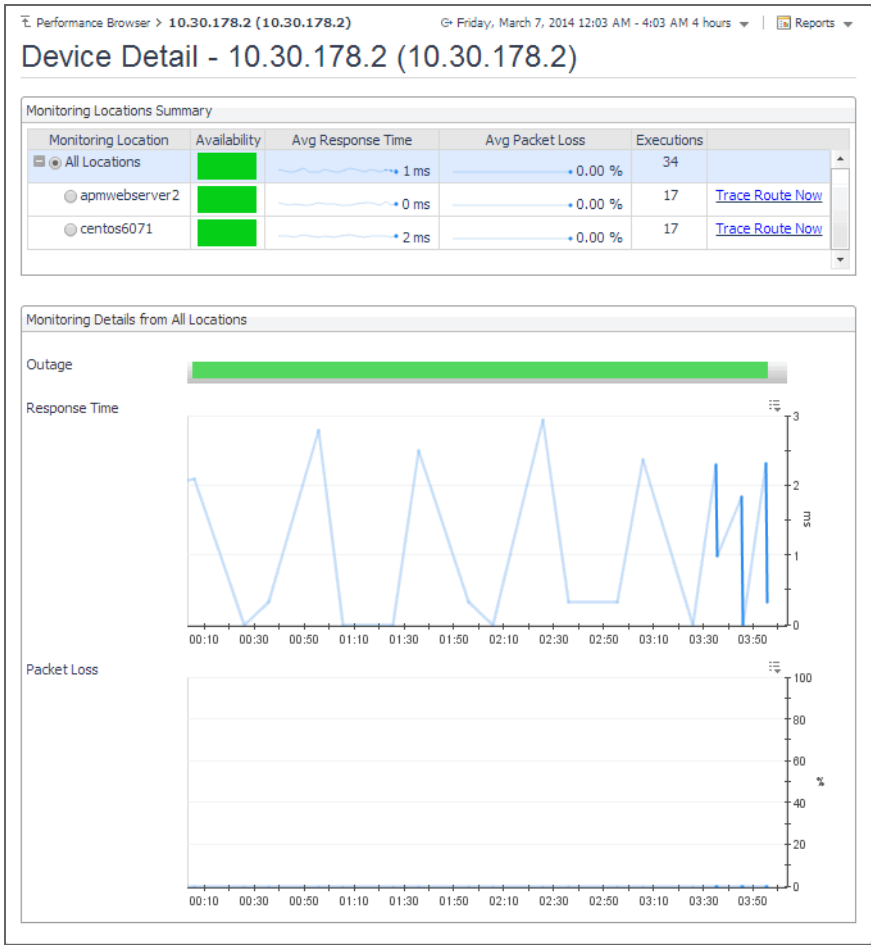 Performance Browser > 10.30.178.2 (10.30.178.2) Friday, March 7, 2014 12:03 AM - 4:03 AM 4 hours | Reports
Device Detail - 10.30.178.2 (10.30.178.2)
Monitoring Locations Summary
Monitoring Location Availability Avg Response Time Avg Packet Loss Executions
All Locations 1 ms 0.00 % 34
apmwebserver2 0 ms 0.00 % 17 Trace Route Now
centos6071 2 ms 0.00 % 17 Trace Route Now
Monitoring Details from All Locations
Outage
Response Time
3
2
ms
1
0
00:10 00:30 00:50 01:10 01:30 01:50 02:10 02:30 02:50 03:10 03:30 03:50
Packet Loss
100
80
60
%
40
20
0
00:10 00:30 00:50 01:10 01:30 01:50 02:10 02:30 02:50 03:10 03:30 03:50